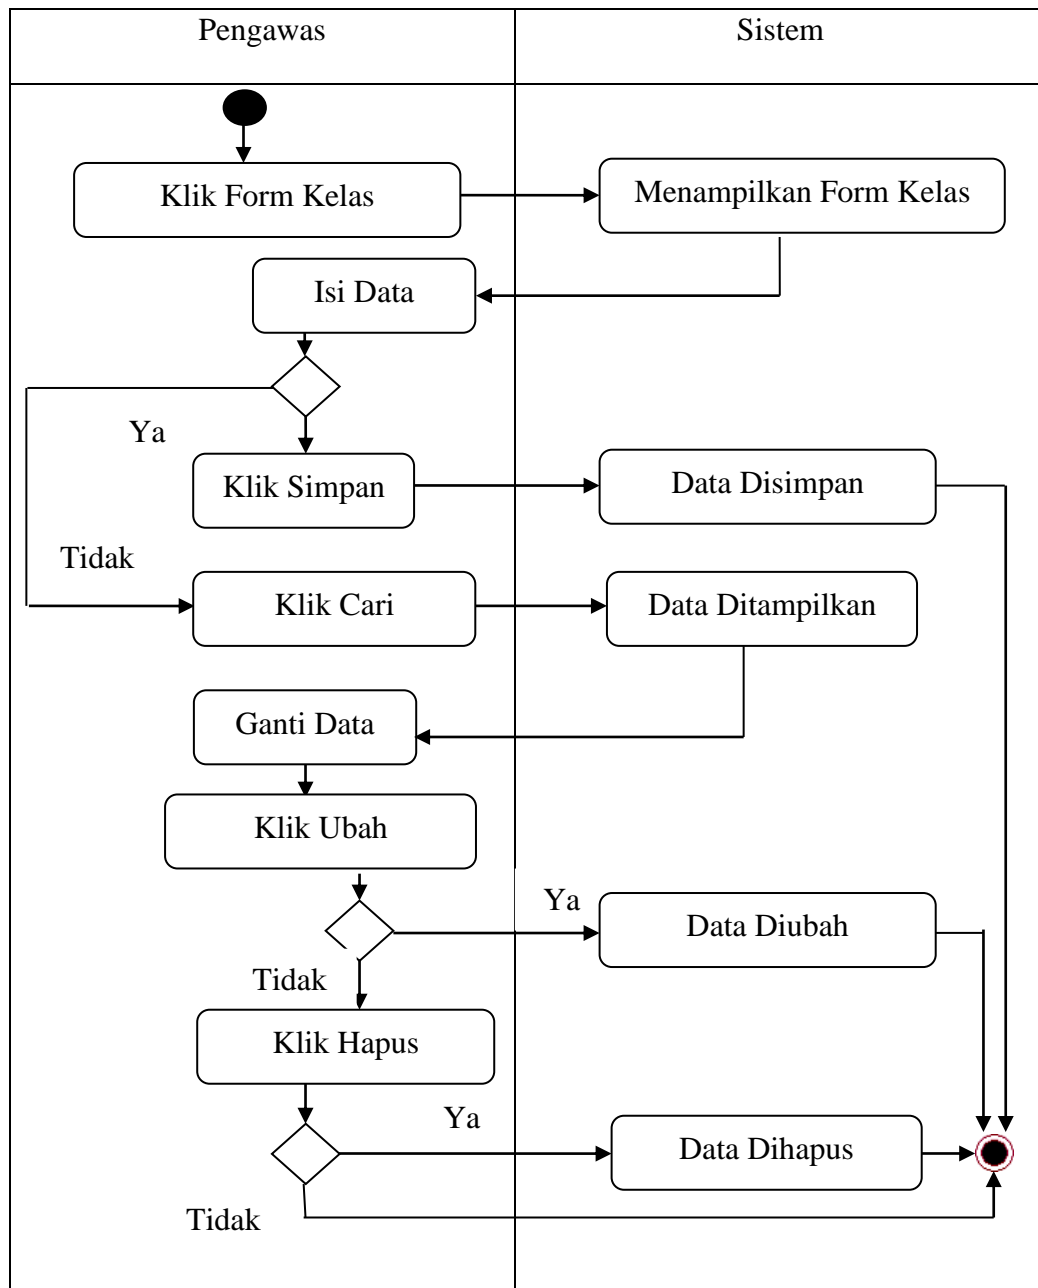 Pengawas
Sistem
Klik Form Kelas
Menampilkan Form Kelas
Isi Data
Ya
Klik Simpan
Data Disimpan
Tidak
Klik Cari
Data Ditampilkan
Ganti Data
Klik Ubah
Ya
Data Diubah
Tidak
Klik Hapus
Ya
Data Dihapus
Tidak